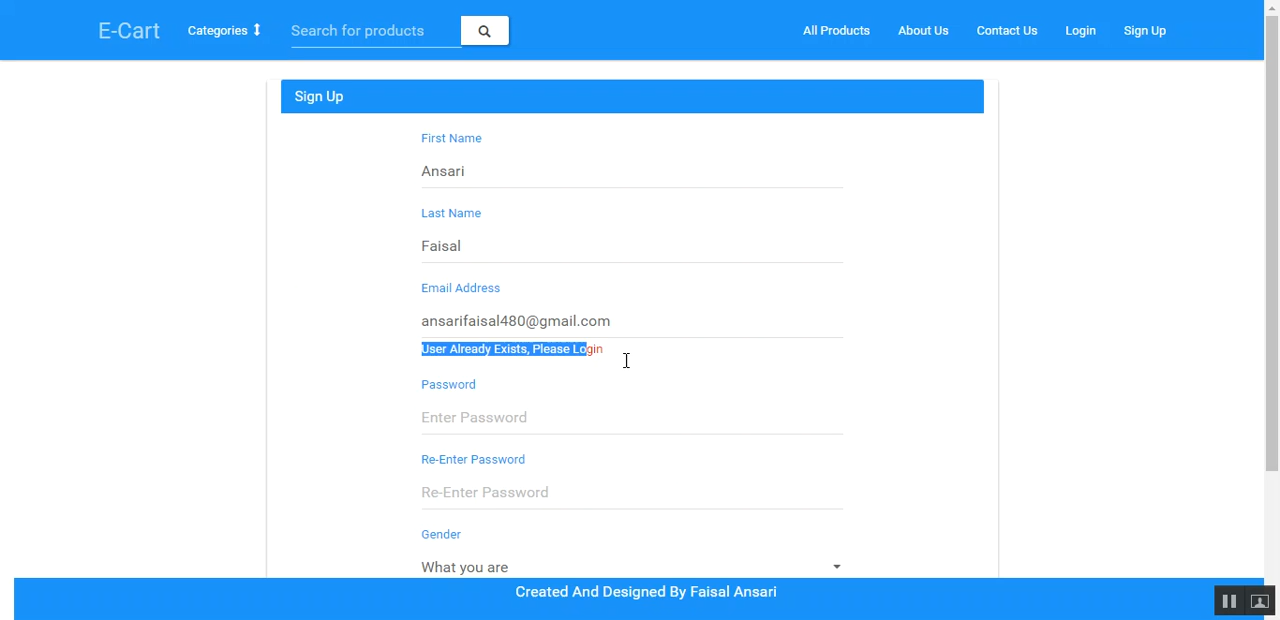 E-Cart
Categories
Search for products
All Products
About Us
Contact Us
Login
Sign Up
Sign Up
First Name
Ansari
Last Name
Faisal
Email Address
ansarifaisal480@gmail.com
User Already Exists, Please Login
Password
Enter Password
Re-Enter Password
Re-Enter Password
Gender
What you are
Created And Designed By Faisal Ansari